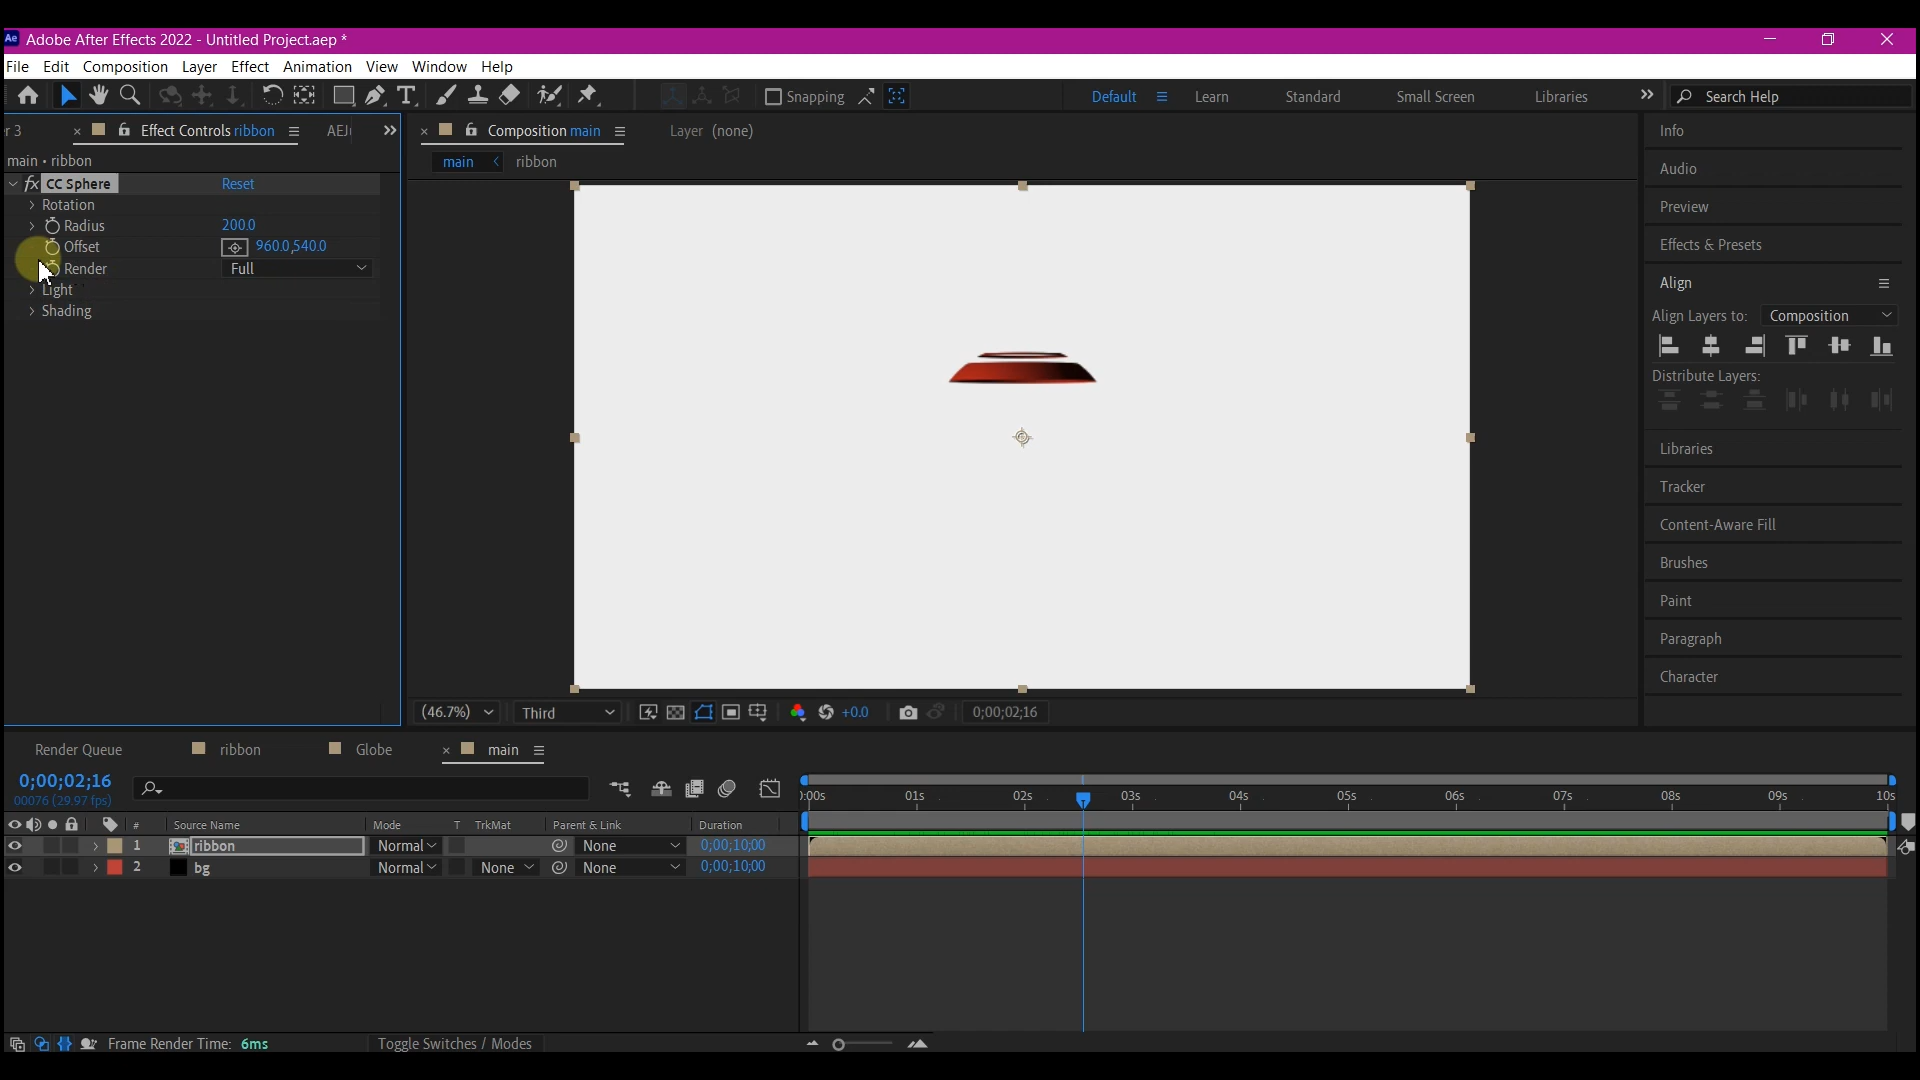 Ae Adobe After Effects 2022 - Untitled Project.aep *
File Edit Composition Layer Effect Animation View Window Help
Snapping Default Learn Standard Small Screen Libraries Search Help
r 3 × Effect Controls ribbon
× Composition main Layer (none)
main • ribbon
main ribbon
fx CC Sphere Reset
Rotation
Radius 200.0
Offset 960.0,540.0
Render Full
Light
Shading
Info
Audio
Preview
Effects & Presets
Align
Align Layers to: Composition
Distribute Layers:
Libraries
Tracker
Content-Aware Fill
Brushes
Paint
Paragraph
Character
(46.7%) Third +0.0 0;00;02;16
Render Queue ribbon Globe × main
0;00;02;16
00076 (29.97 fps)
01s 02s 03s 04s 05s 06s 07s 08s 09s 10s
# Source Name Mode T TrkMat Parent & Link Duration
1 ribbon Normal None 0;00;10;00
2 bg Normal None None 0;00;10;00
Frame Render Time: 6ms Toggle Switches / Modes